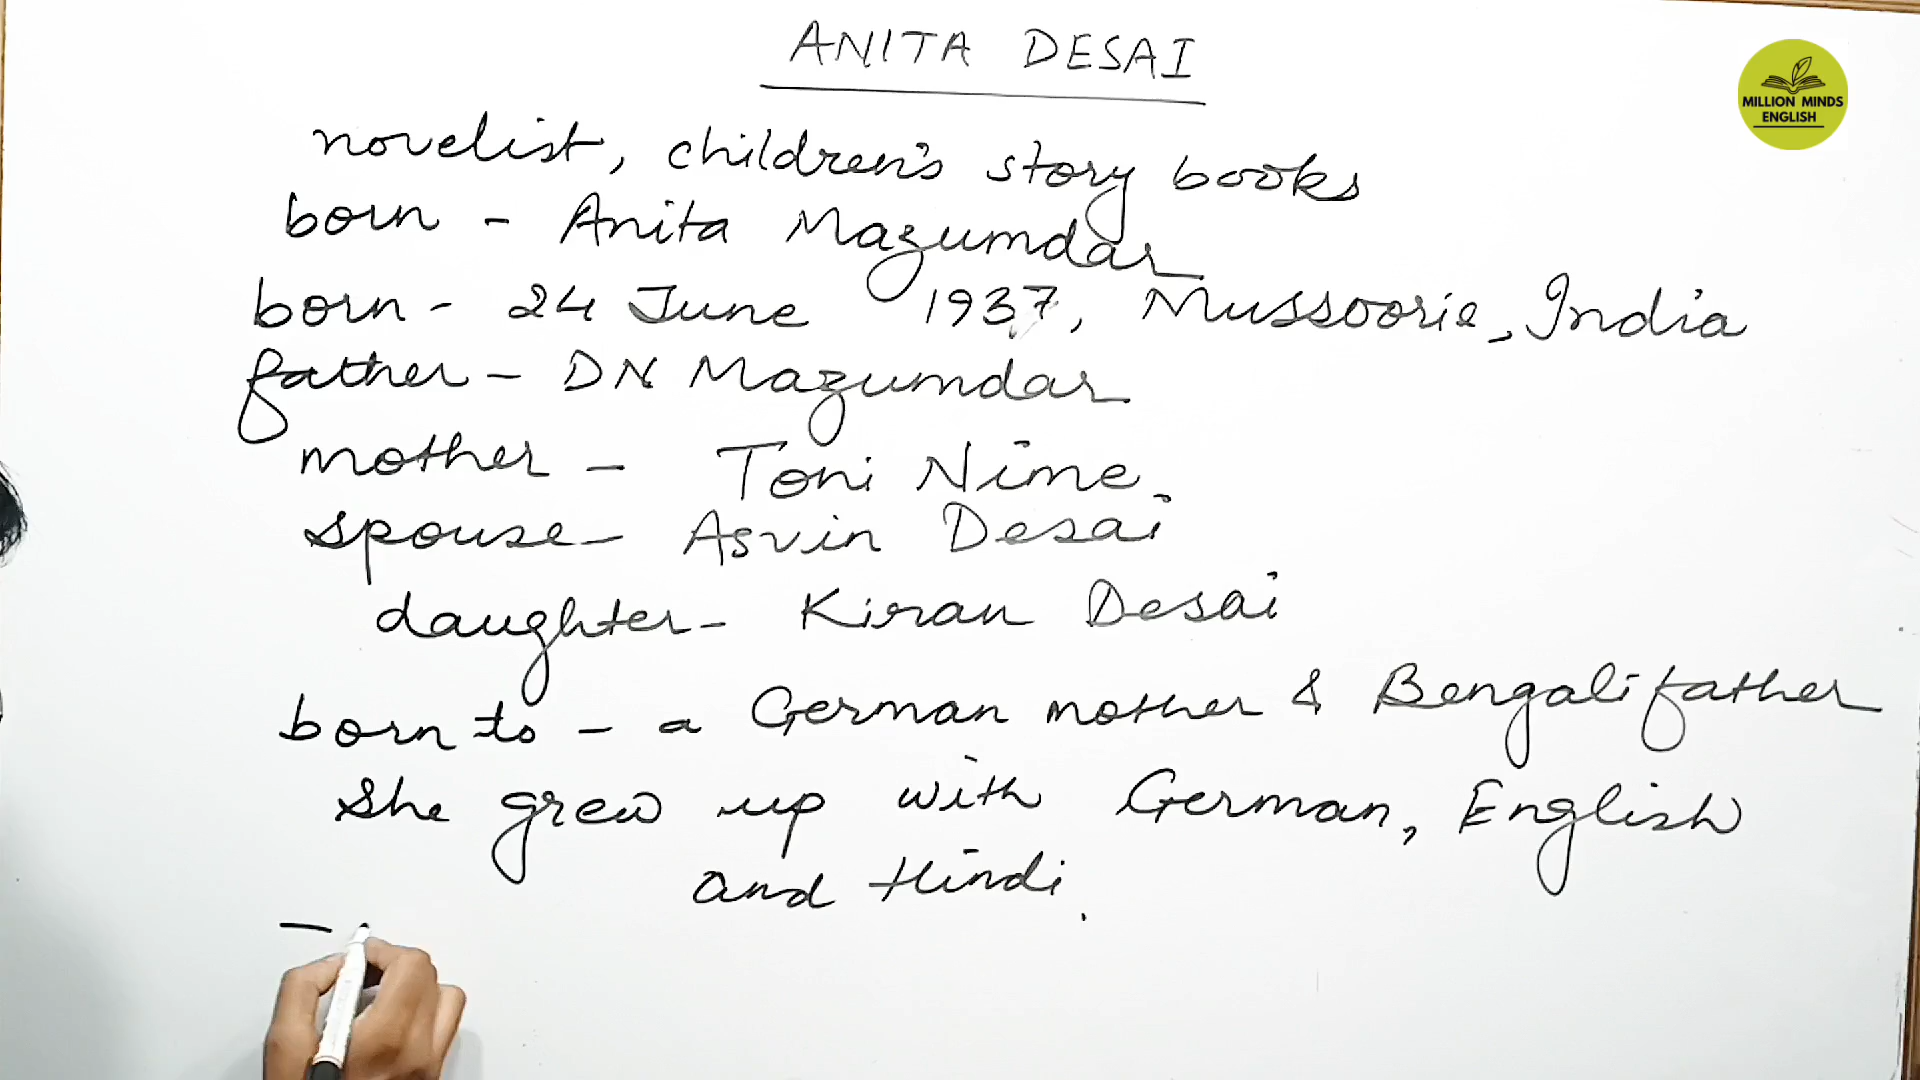 ANITA DESAI
MILLION MINDS
ENGLISH
novelist, children's story books
born - Anita Mazumdar
born - 24 June 1937, Mussoorie, India
father - DN Mazumdar
mother - Toni Nime
spouse - Asvin Desai
daughter - Kiran Desai
born to - a German mother & Bengali father
She grew up with German, English
and Hindi.